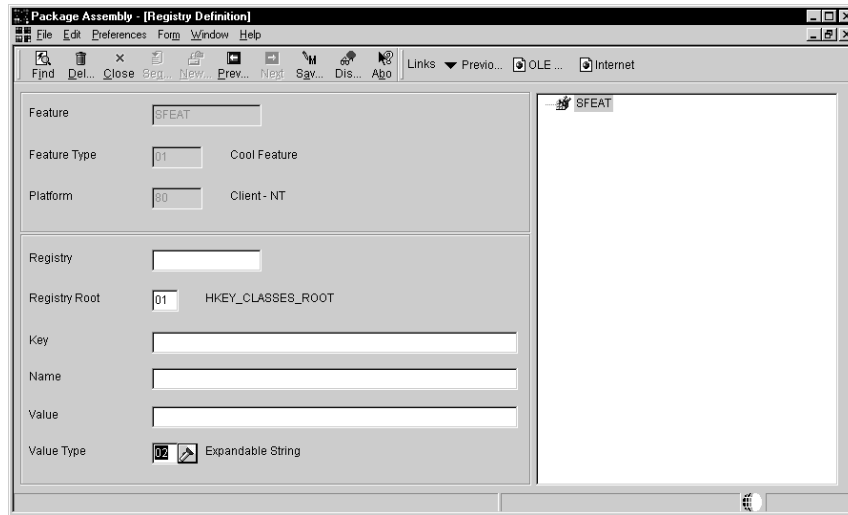 Package Assembly - [Registry Definition]
File Edit Preferences Form Window Help
Find Del... Close Seq... New... Prev... Next Sav... Dis... Abo Links Previo... OLE ... Internet
Feature SFEAT
Feature Type 01 Cool Feature
Platform 80 Client - NT
Registry
Registry Root 01 HKEY_CLASSES_ROOT
Key
Name
Value
Value Type 02 Expandable String
SFEAT